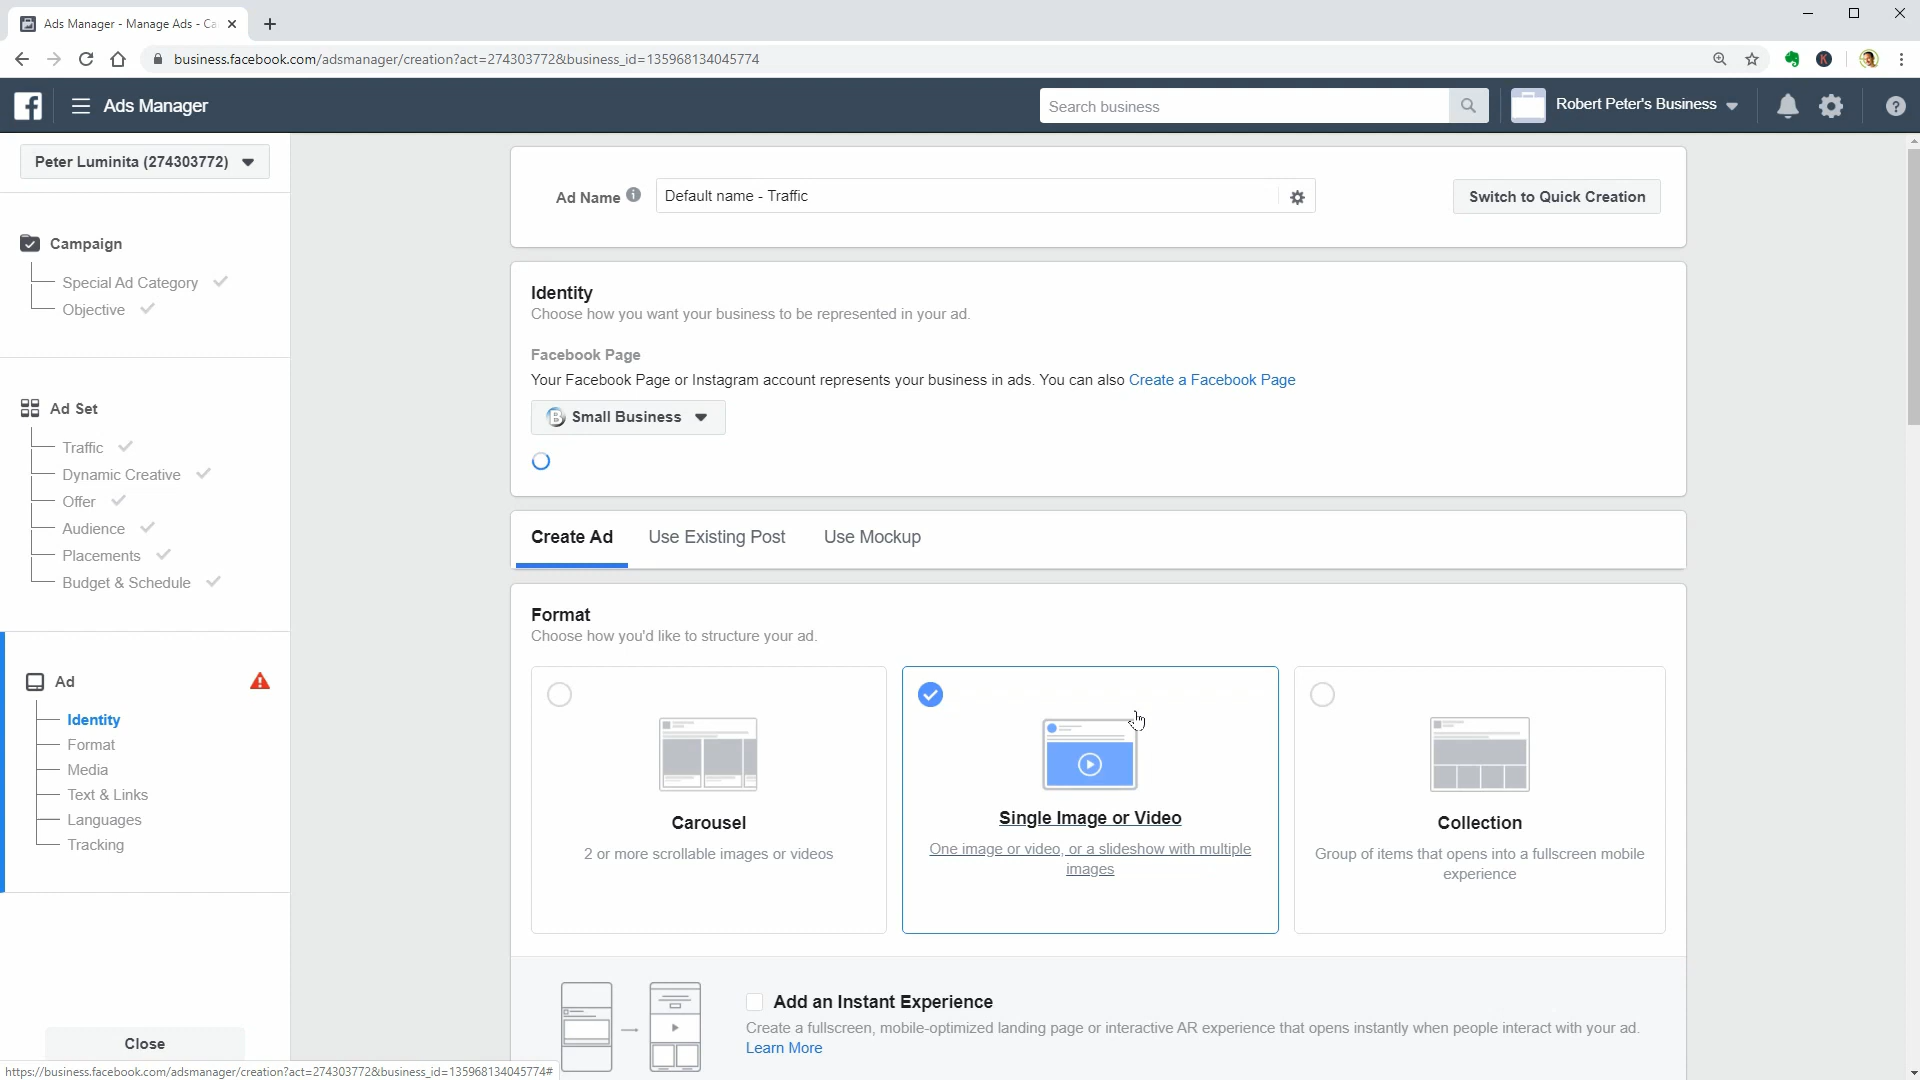 Ads Manager - Manage Ads - Ca
business.facebook.com/adsmanager/creation?act=274303772&business_id=135968134045774
K
Ads Manager
Search business
Robert Peter's Business
?
Peter Luminita (274303772)
Campaign
Special Ad Category
Objective
Ad Set
Traffic
Dynamic Creative
Offer
Audience
Placements
Budget & Schedule
Ad
Identity
Format
Media
Text & Links
Languages
Tracking
Close
Ad Name
Default name - Traffic
Switch to Quick Creation
Identity
Choose how you want your business to be represented in your ad.
Facebook Page
Your Facebook Page or Instagram account represents your business in ads. You can also Create a Facebook Page
B Small Business
Create Ad
Use Existing Post
Use Mockup
Format
Choose how you'd like to structure your ad.
Carousel
2 or more scrollable images or videos
Single Image or Video
One image or video, or a slideshow with multiple
images
Collection
Group of items that opens into a fullscreen mobile
experience
Add an Instant Experience
Create a fullscreen, mobile-optimized landing page or interactive AR experience that opens instantly when people interact with your ad.
Learn More
https://business.facebook.com/adsmanager/creation?act=274303772&business_id=135968134045774#